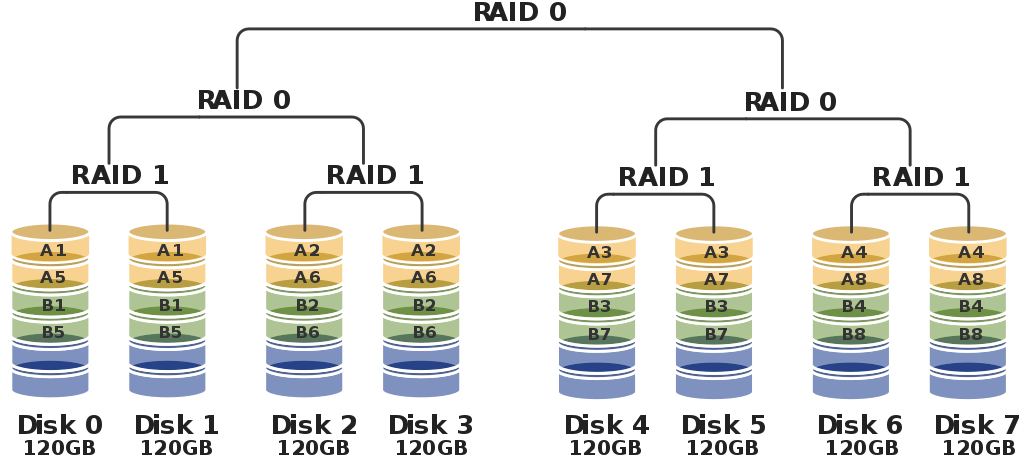 RAID 0
RAID 0 RAID 0
RAID 1 RAID 1 RAID 1 RAID 1
A1 A1 A2 A2 A3 A3 A4 A4
A5 A5 A6 A6 A7 A7 A8 A8
B1 B1 B2 B2 B3 B3 B4 B4
B5 B5 B6 B6 B7 B7 B8 B8
Disk 0 Disk 1 Disk 2 Disk 3 Disk 4 Disk 5 Disk 6 Disk 7
120GB 120GB 120GB 120GB 120GB 120GB 120GB 120GB